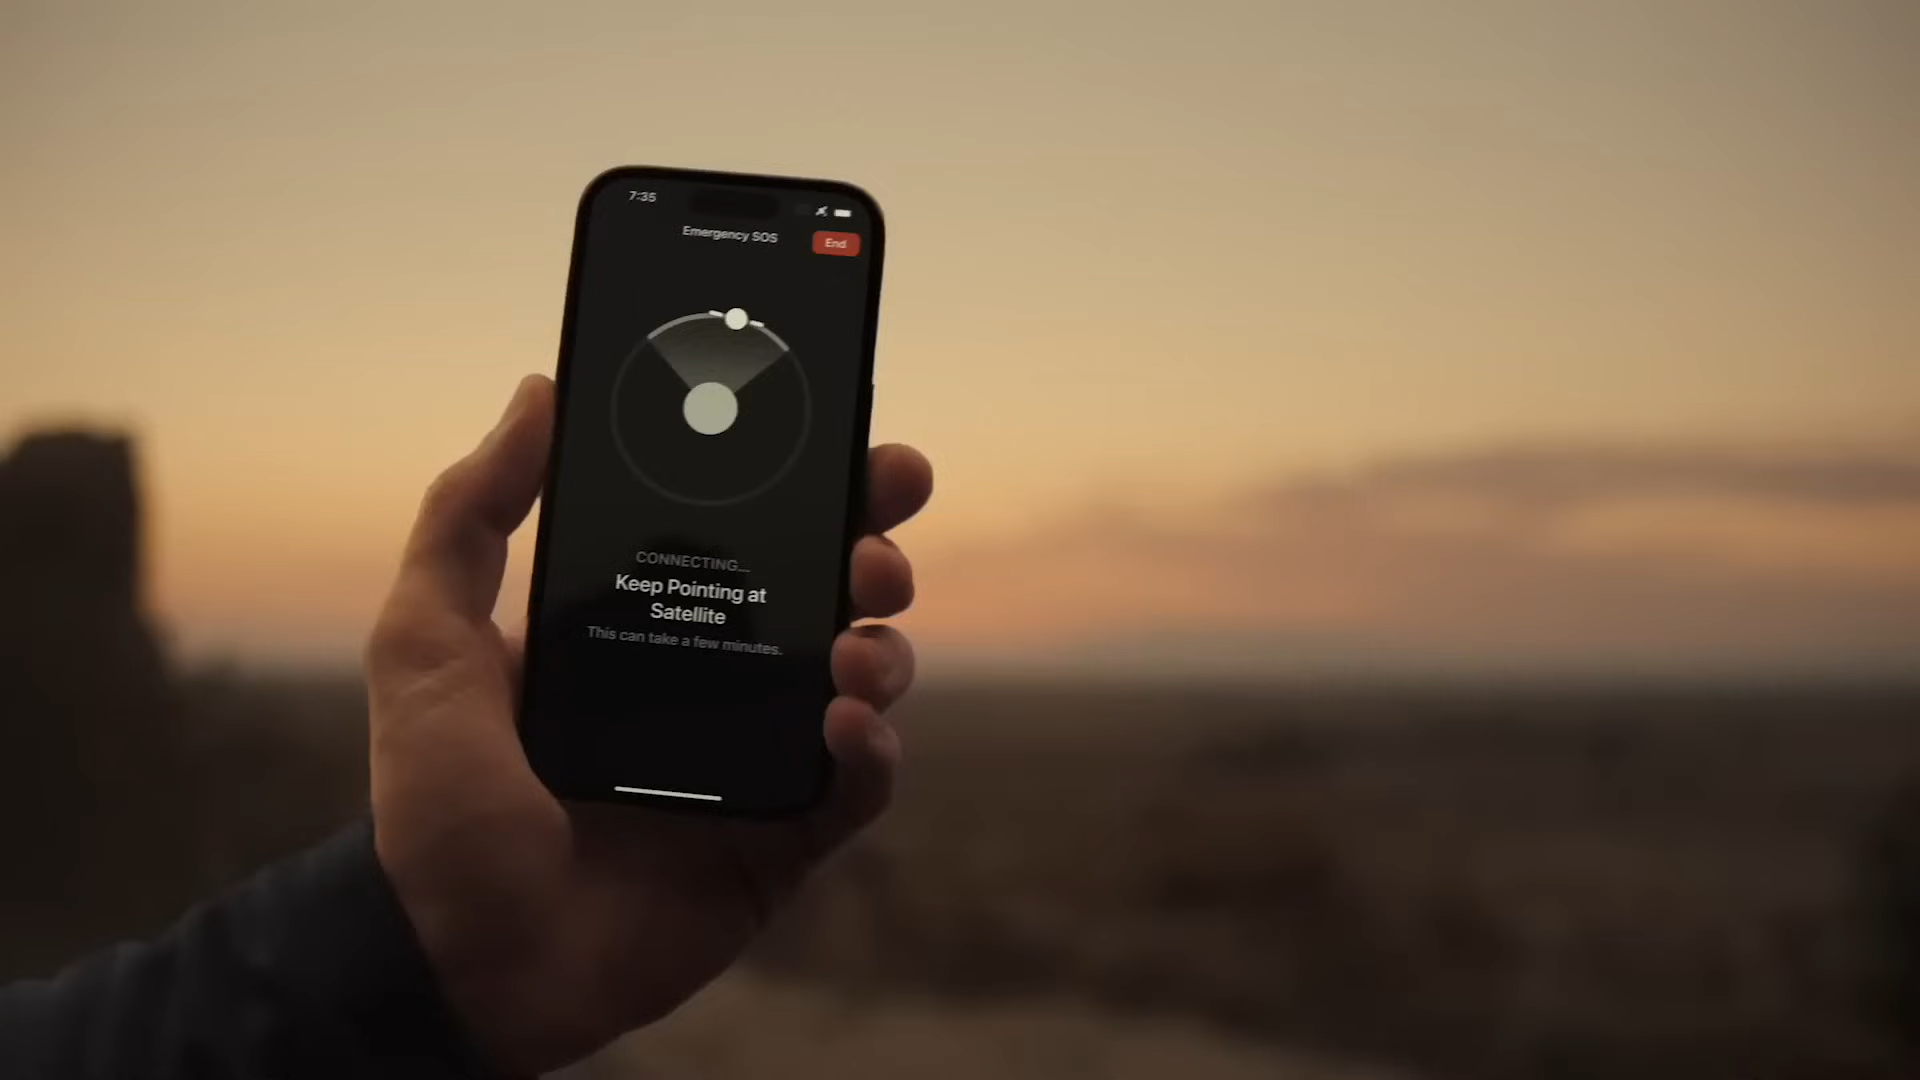 7:35
Emergency SOS
End
CONNECTING...
Keep Pointing at
Satellite
This can take a few minutes.